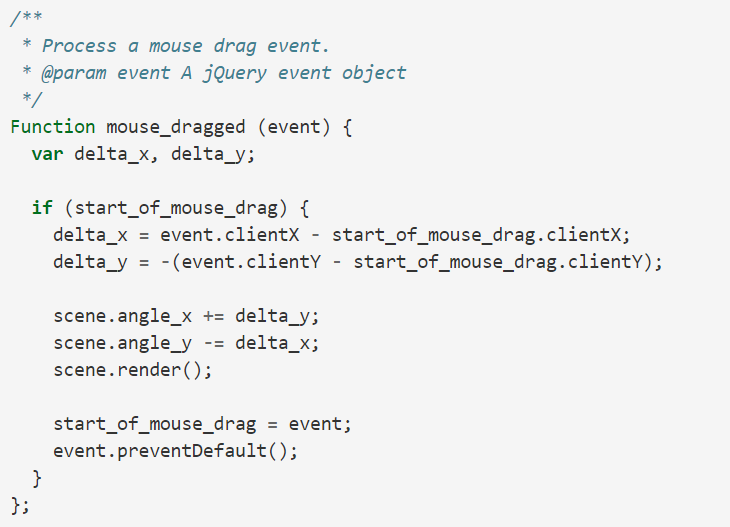 /**
 * Process a mouse drag event.
 * @param event A jQuery event object
 */
Function mouse_dragged (event) {
  var delta_x, delta_y;

  if (start_of_mouse_drag) {
    delta_x = event.clientX - start_of_mouse_drag.clientX;
    delta_y = -(event.clientY - start_of_mouse_drag.clientY);

    scene.angle_x += delta_y;
    scene.angle_y -= delta_x;
    scene.render();

    start_of_mouse_drag = event;
    event.preventDefault();
  }
};